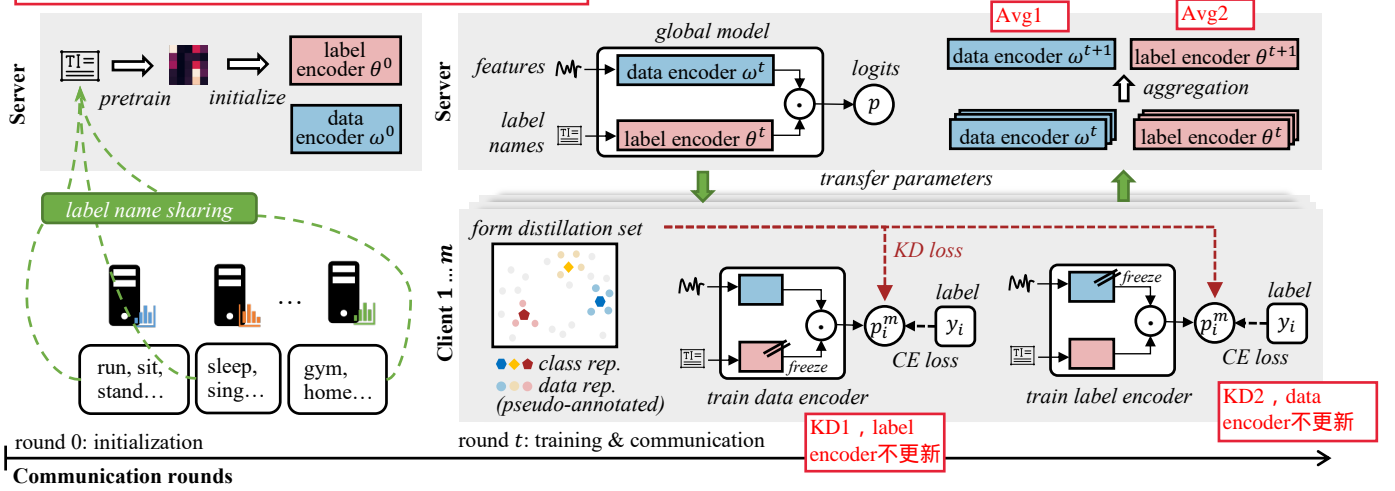 Server
TI=
pretrain
initialize
label
encoder θ⁰
data
encoder ω⁰
label name sharing
...
run, sit,
stand...
sleep,
sing...
gym,
home...
round 0: initialization
Communication rounds
Server
global model
features
data encoder ωᵗ
logits
p
label
names
TI=
label encoder θᵗ
Avg1
Avg2
data encoder ωᵗ⁺¹
label encoder θᵗ⁺¹
aggregation
data encoder ωᵗ
label encoder θᵗ
transfer parameters
Client 1 ... m
form distillation set
KD loss
class rep.
data rep.
(pseudo-annotated)
TI=
freeze
pᵢᵐ
label
yᵢ
CE loss
train data encoder
TI=
freeze
pᵢᵐ
label
yᵢ
CE loss
train label encoder
round t: training & communication
KD1，label
encoder不更新
KD2，data
encoder不更新